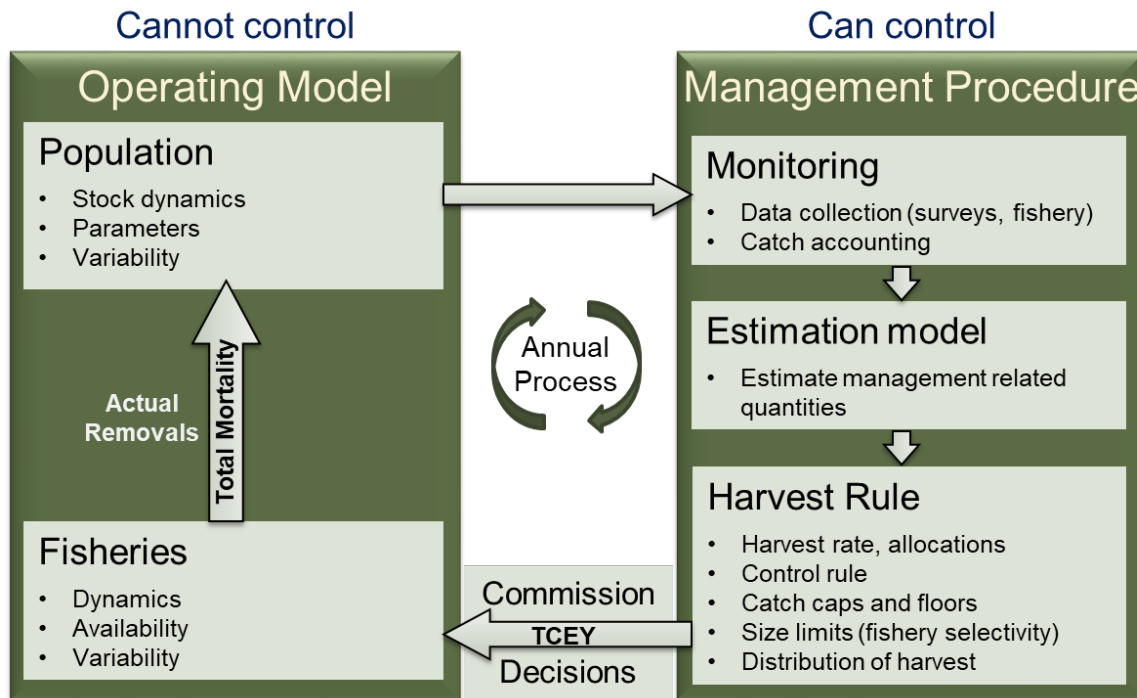 Cannot control
Can control
Operating Model
Population
• Stock dynamics
• Parameters
• Variability
Actual
Removals
Total Mortality
Fisheries
• Dynamics
• Availability
• Variability
Annual
Process
Commission
TCEY
Decisions
Management Procedure
Monitoring
• Data collection (surveys, fishery)
• Catch accounting
Estimation model
• Estimate management related
quantities
Harvest Rule
• Harvest rate, allocations
• Control rule
• Catch caps and floors
• Size limits (fishery selectivity)
• Distribution of harvest